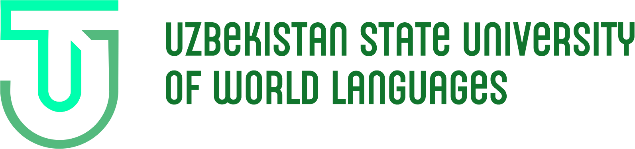 UZBEKISTAN STATE UNIVERSITY
OF WORLD LANGUAGES